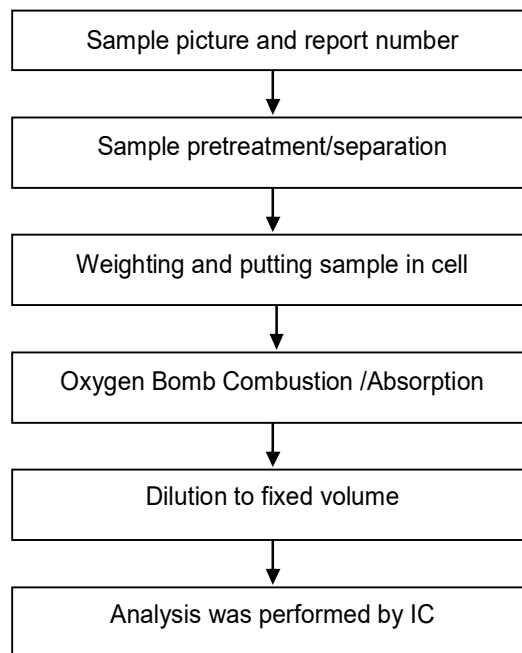 Sample picture and report number
Sample pretreatment/separation
Weighting and putting sample in cell
Oxygen Bomb Combustion /Absorption
Dilution to fixed volume
Analysis was performed by IC